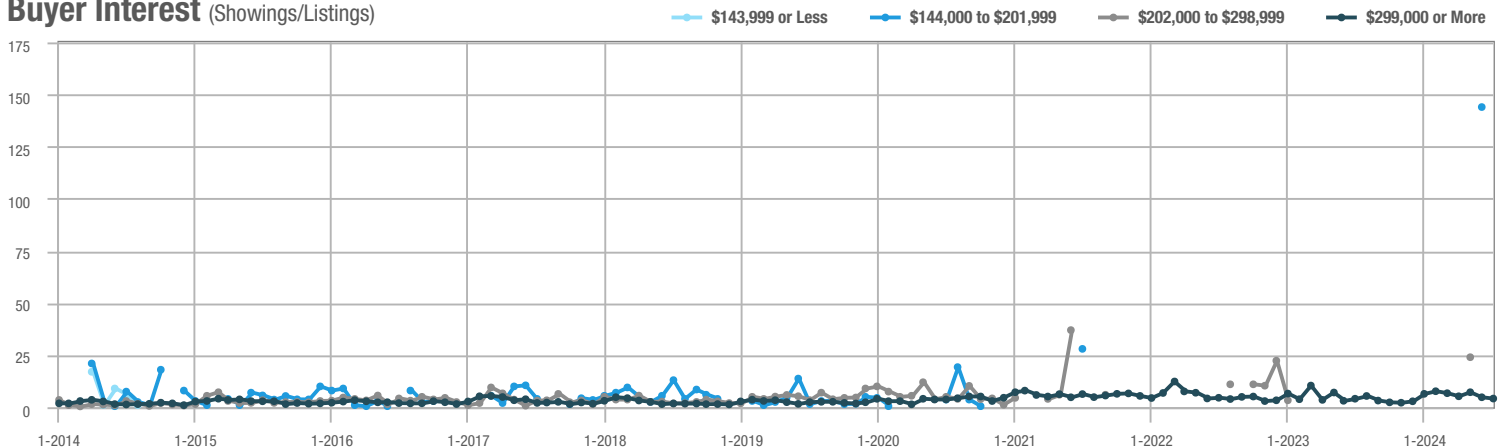 Buyer Interest (Showings/Listings)
$143,999 or Less $144,000 to $201,999 $202,000 to $298,999 $299,000 or More
175
150
125
100
75
50
25
0
1-2014 1-2015 1-2016 1-2017 1-2018 1-2019 1-2020 1-2021 1-2022 1-2023 1-2024